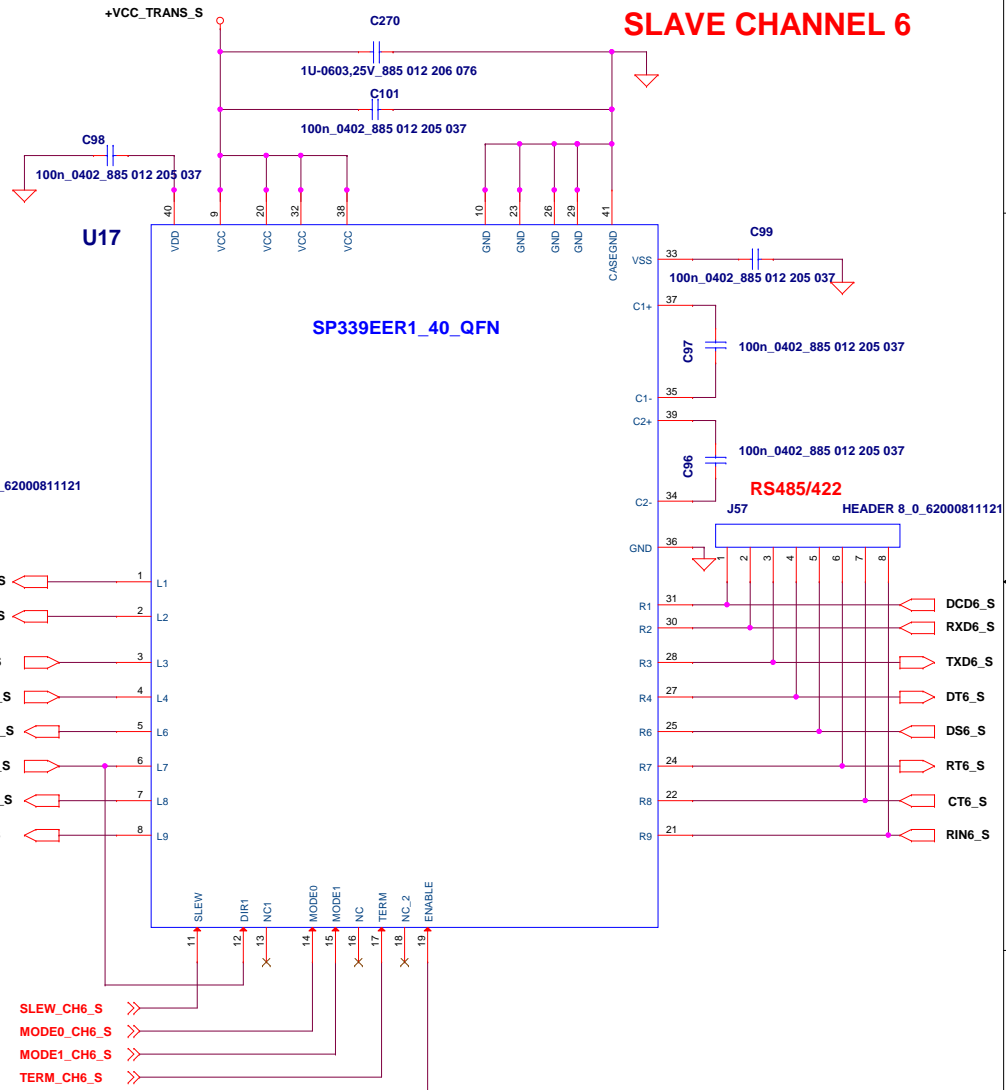 +VCC_TRANS_S
C270
SLAVE CHANNEL 6
1U-0603,25V_885 012 206 076
C101
100n_0402_885 012 205 037
C98
100n_0402_885 012 205 037
40
9
20
32
38
10
23
26
29
41
U17
VDD
VCC
VCC
VCC
VCC
GND
GND
GND
GND
CASEGND
C99
VSS
33
100n_0402_885 012 205 037
C1+
37
SP339EER1_40_QFN
C97
100n_0402_885 012 205 037
C1-
35
C2+
39
C96
100n_0402_885 012 205 037
_62000811121
C2-
34
RS485/422
J57
HEADER 8_0_62000811121
GND
36
1
2
3
4
5
6
7
8
S
1
L1
R1
31
DCD6_S
S
2
L2
R2
30
RXD6_S
3
L3
R3
28
TXD6_S
_S
4
L4
R4
27
DT6_S
_S
5
L6
R6
25
DS6_S
_S
6
L7
R7
24
RT6_S
_S
7
L8
R8
22
CT6_S
8
L9
R9
21
RIN6_S
SLEW
DIR1
NC1
MODE0
MODE1
NC
TERM
NC_2
ENABLE
11
12
13
14
15
16
17
18
19
SLEW_CH6_S
MODE0_CH6_S
MODE1_CH6_S
TERM_CH6_S